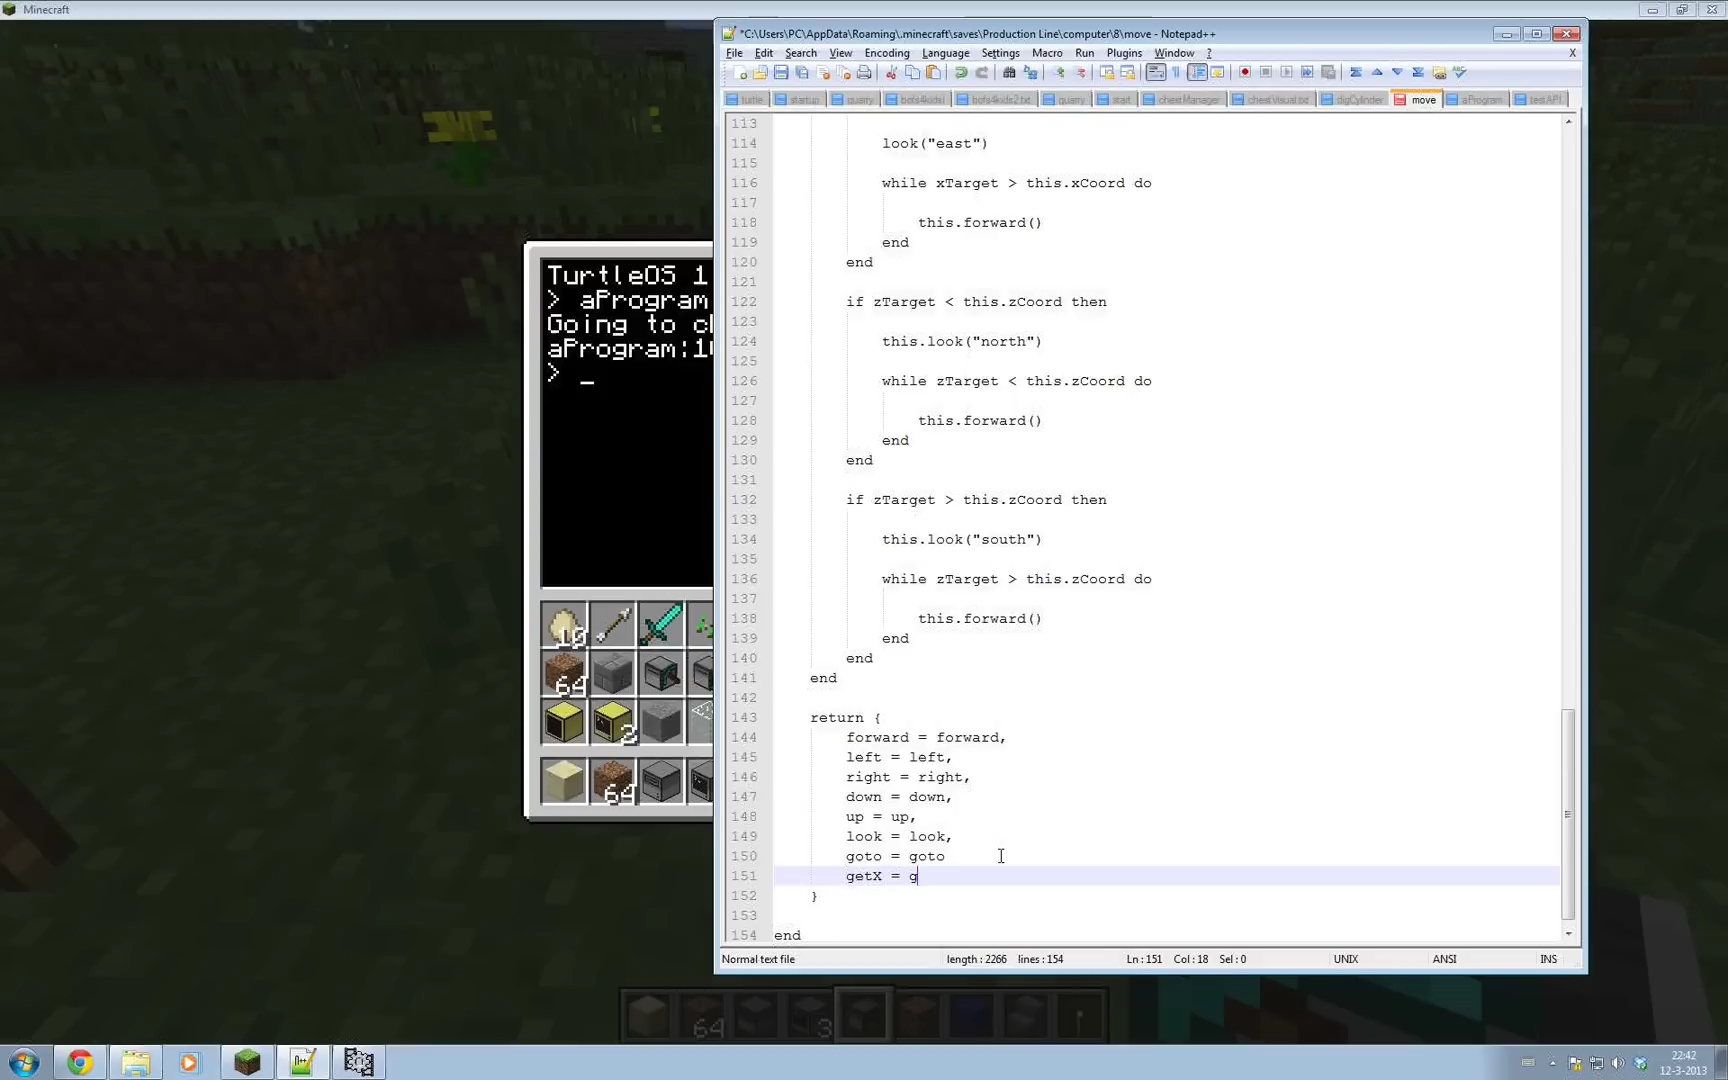 Minecraft
*C:\Users\PC\AppData\Roaming\.minecraft\saves\Production Line\computer\8\move - Notepad++
File Edit Search View Encoding Language Settings Macro Run Plugins Window ? X
turtle startup quarry bots4kids1 bots4kids2.txt quarry start chestManager chestVisual.txt digCylinder move aProgram testAPI
113
114 look("east")
115
116 while xTarget > this.xCoord do
117
118 this.forward()
119 end
120 end
121
122 if zTarget < this.zCoord then
123
124 this.look("north")
125
126 while zTarget < this.zCoord do
127
128 this.forward()
129 end
130 end
131
132 if zTarget > this.zCoord then
133
134 this.look("south")
135
136 while zTarget > this.zCoord do
137
138 this.forward()
139 end
140 end
141 end
142
143 return {
144 forward = forward,
145 left = left,
146 right = right,
147 down = down,
148 up = up,
149 look = look,
150 goto = goto
151 getX = g
152 }
153
154 end
Normal text file length : 2266 lines : 154 Ln : 151 Col : 18 Sel : 0 UNIX ANSI INS
TurtleOS 1
> aProgram
Going to c
aProgram:1
> _
10
64
2
64
64 3
22:42
12-3-2013